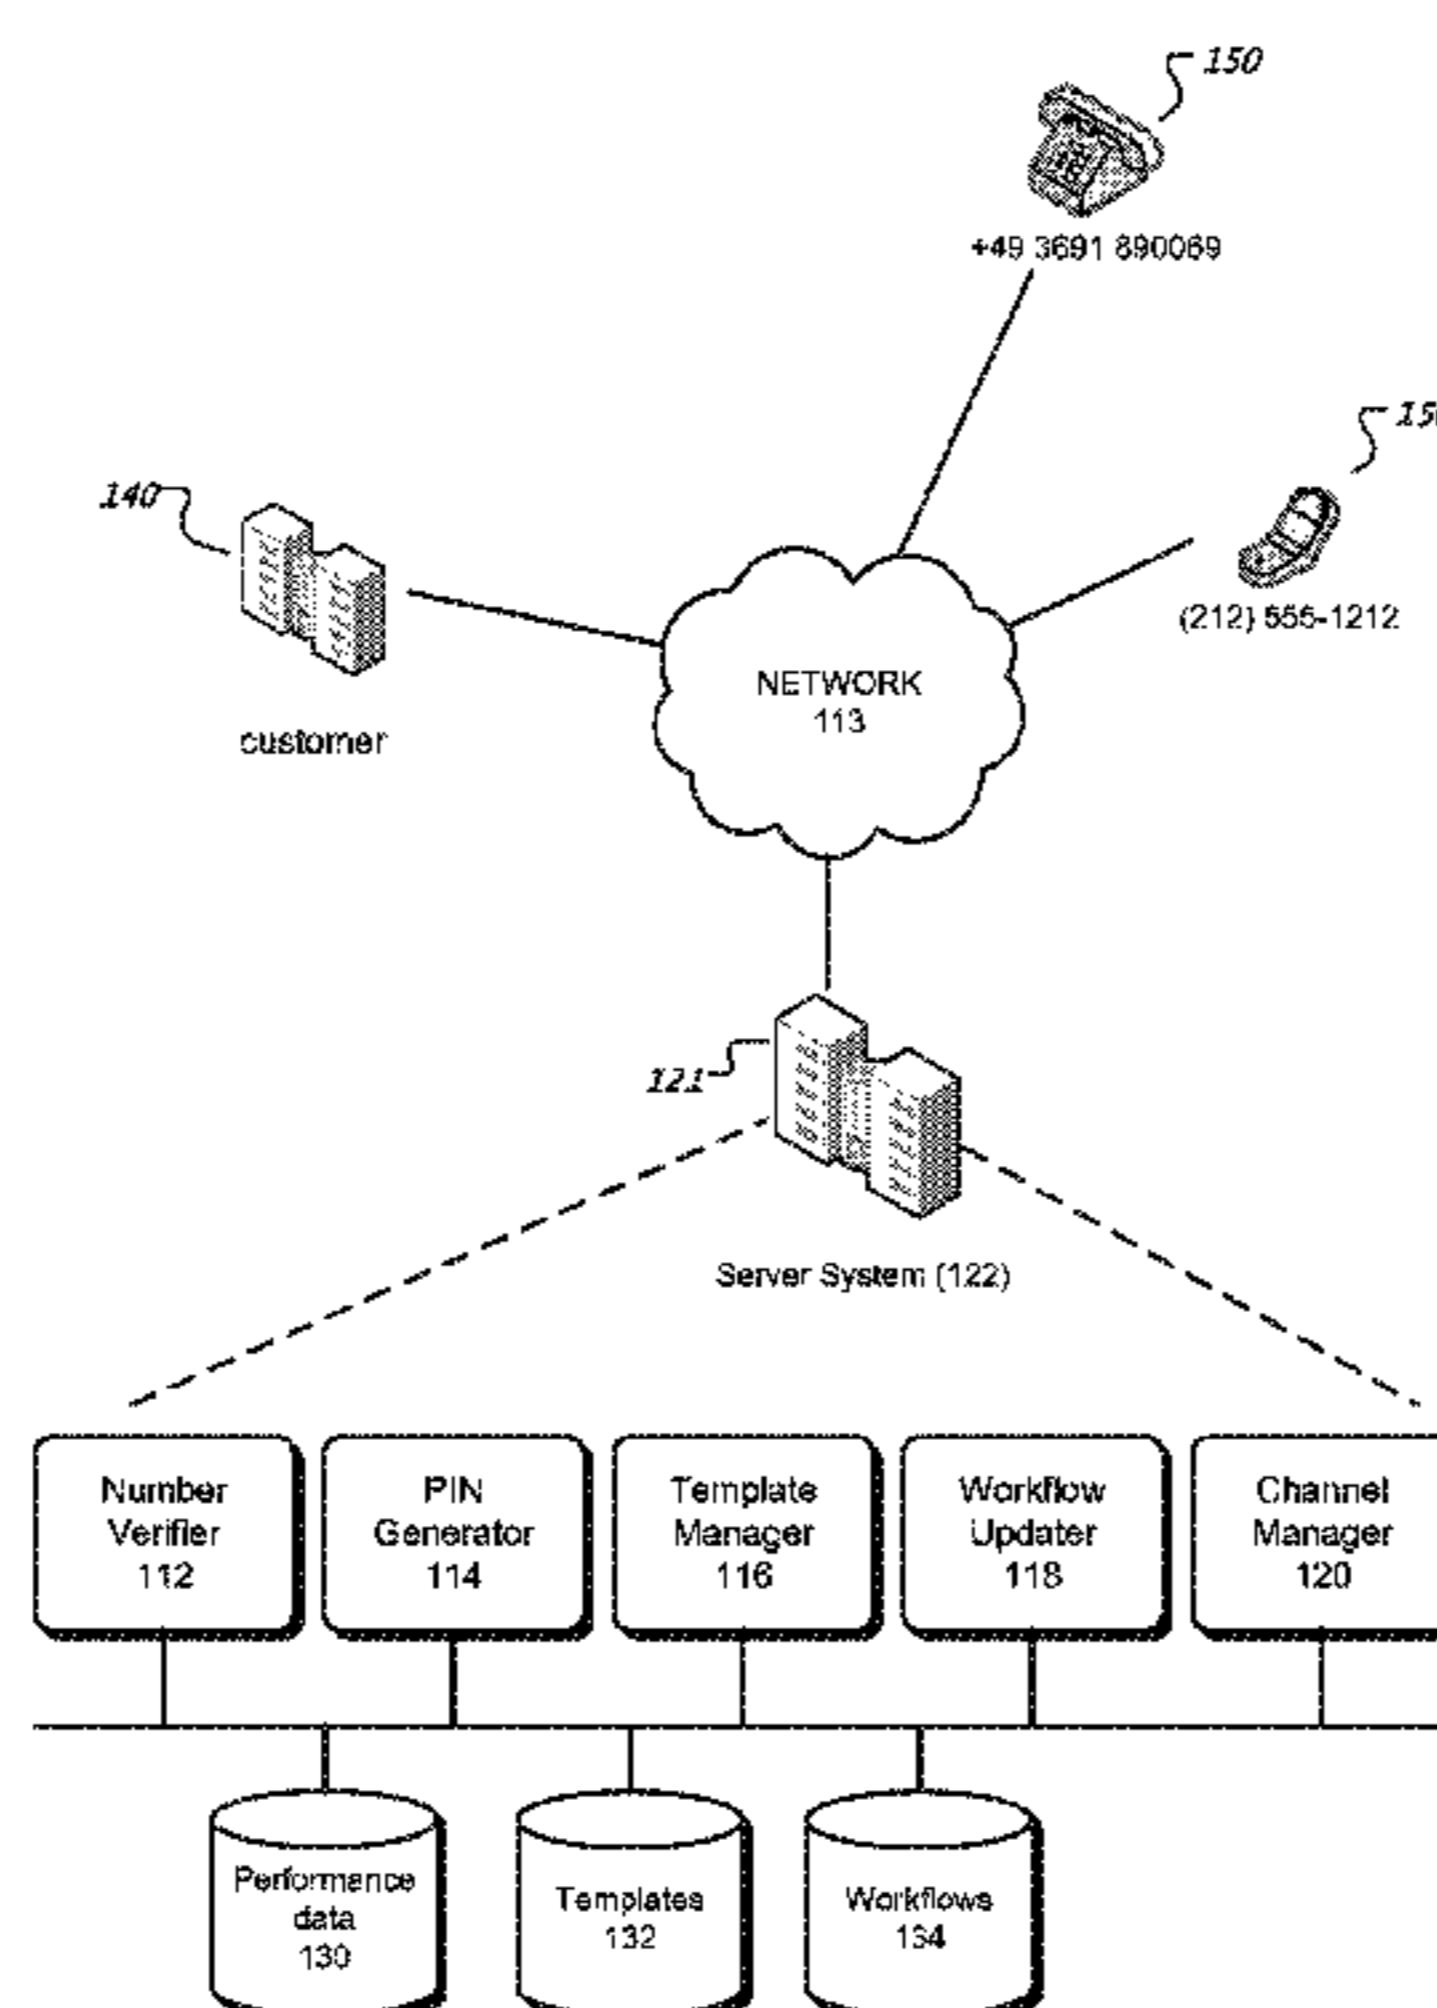 150
+49 3691 890069
140
(212) 555-1212
NETWORK
113
customer
121
Server System (122)
Number
Verifier
112
PIN
Generator
114
Template
Manager
116
Workflow
Updater
118
Channel
Manager
120
Performance
data
130
Templates
132
Workflows
134